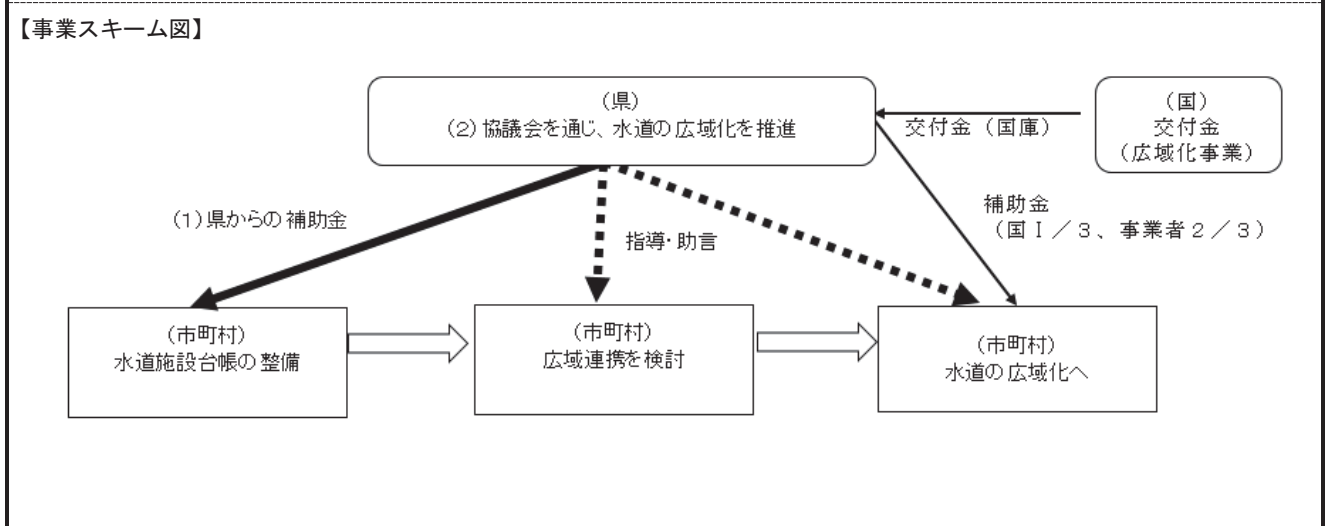 【事業スキーム図】
(県)
(2)協議会を通じ、水道の広域化を推進
交付金（国庫）
(国)
交付金
(広域化事業)
(1)県からの補助金
指導・助言
補助金
（国Ⅰ／３、事業者２／３）
(市町村)
水道施設台帳の整備
(市町村)
広域連携を検討
(市町村)
水道の広域化へ